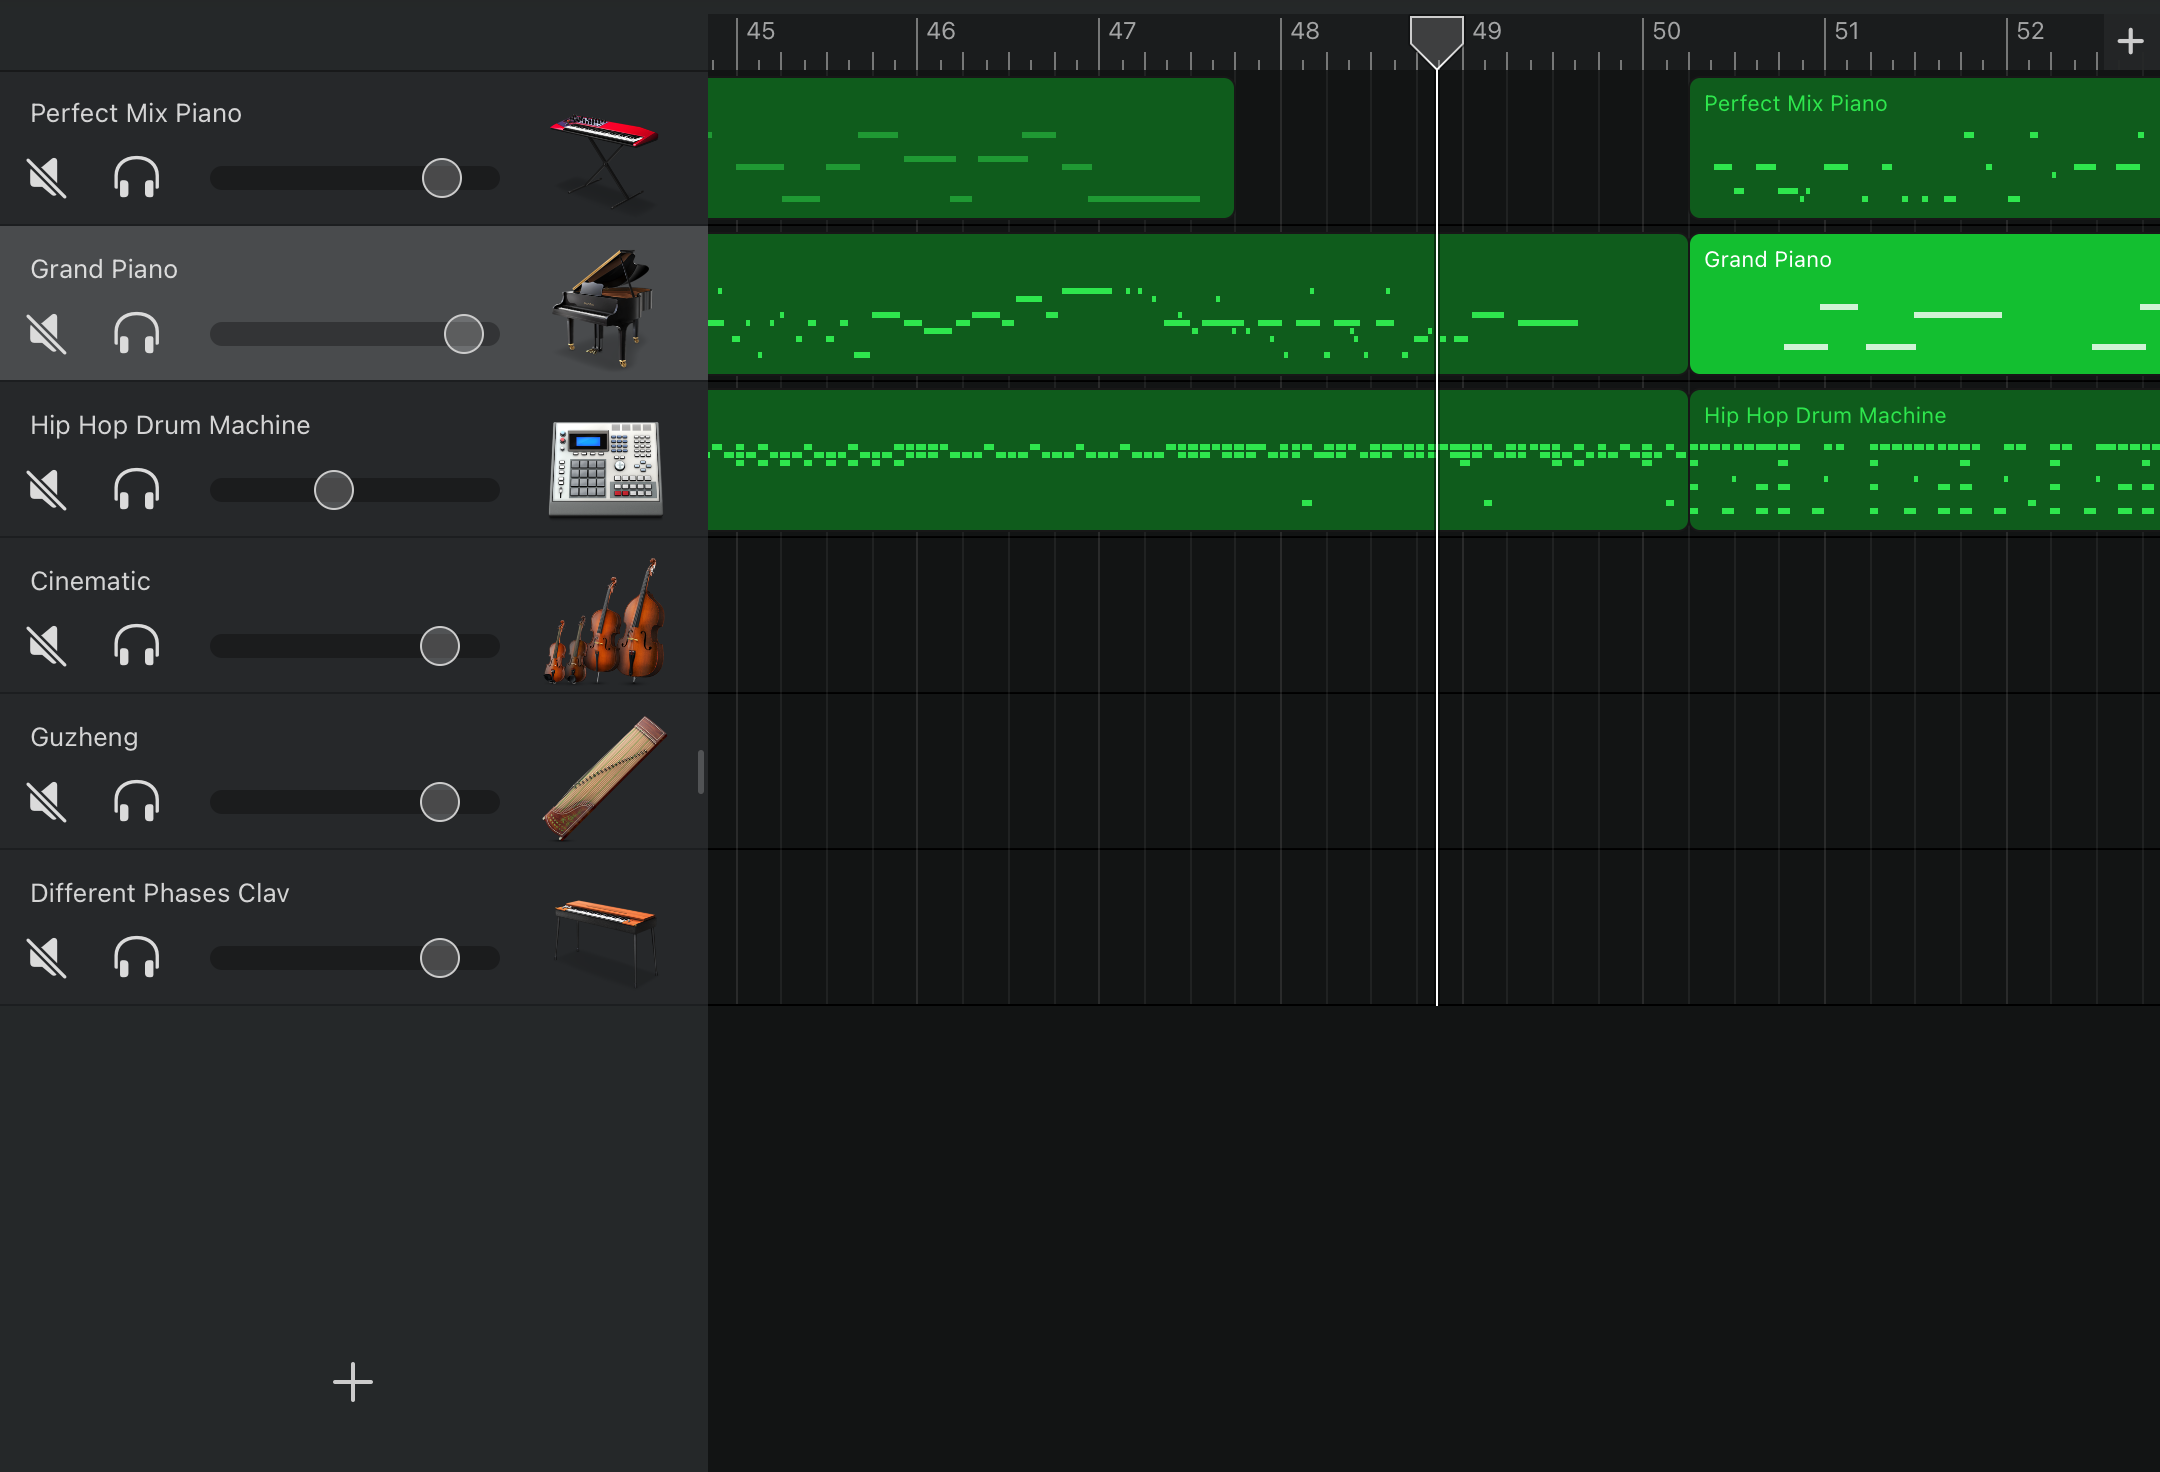 45 46 47 48 49 50 51 52
Perfect Mix Piano
Perfect Mix Piano
Grand Piano
Grand Piano
Hip Hop Drum Machine
Hip Hop Drum Machine
Cinematic
Guzheng
Different Phases Clav